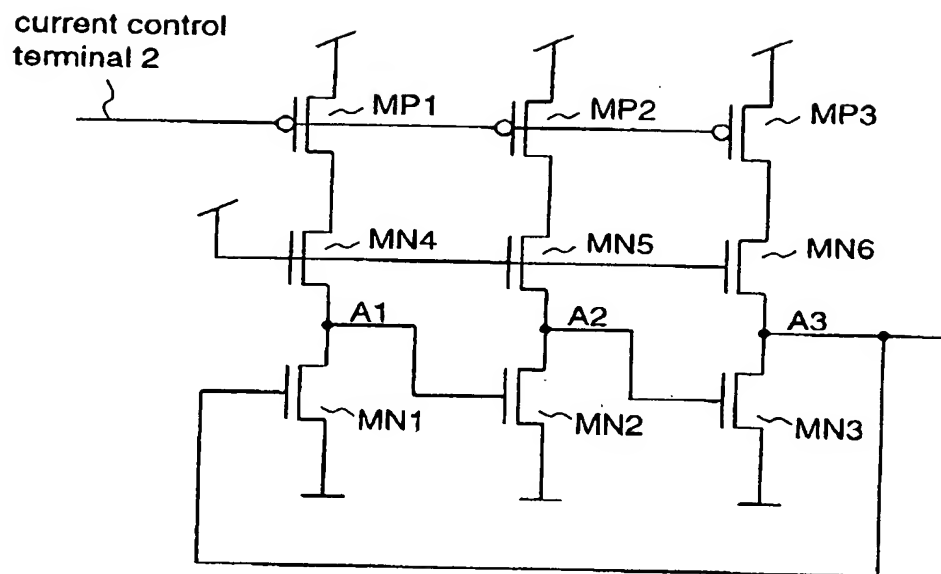 current control
terminal 2
MP1
MP2
MP3
MN4
MN5
MN6
A1
A2
A3
MN1
MN2
MN3